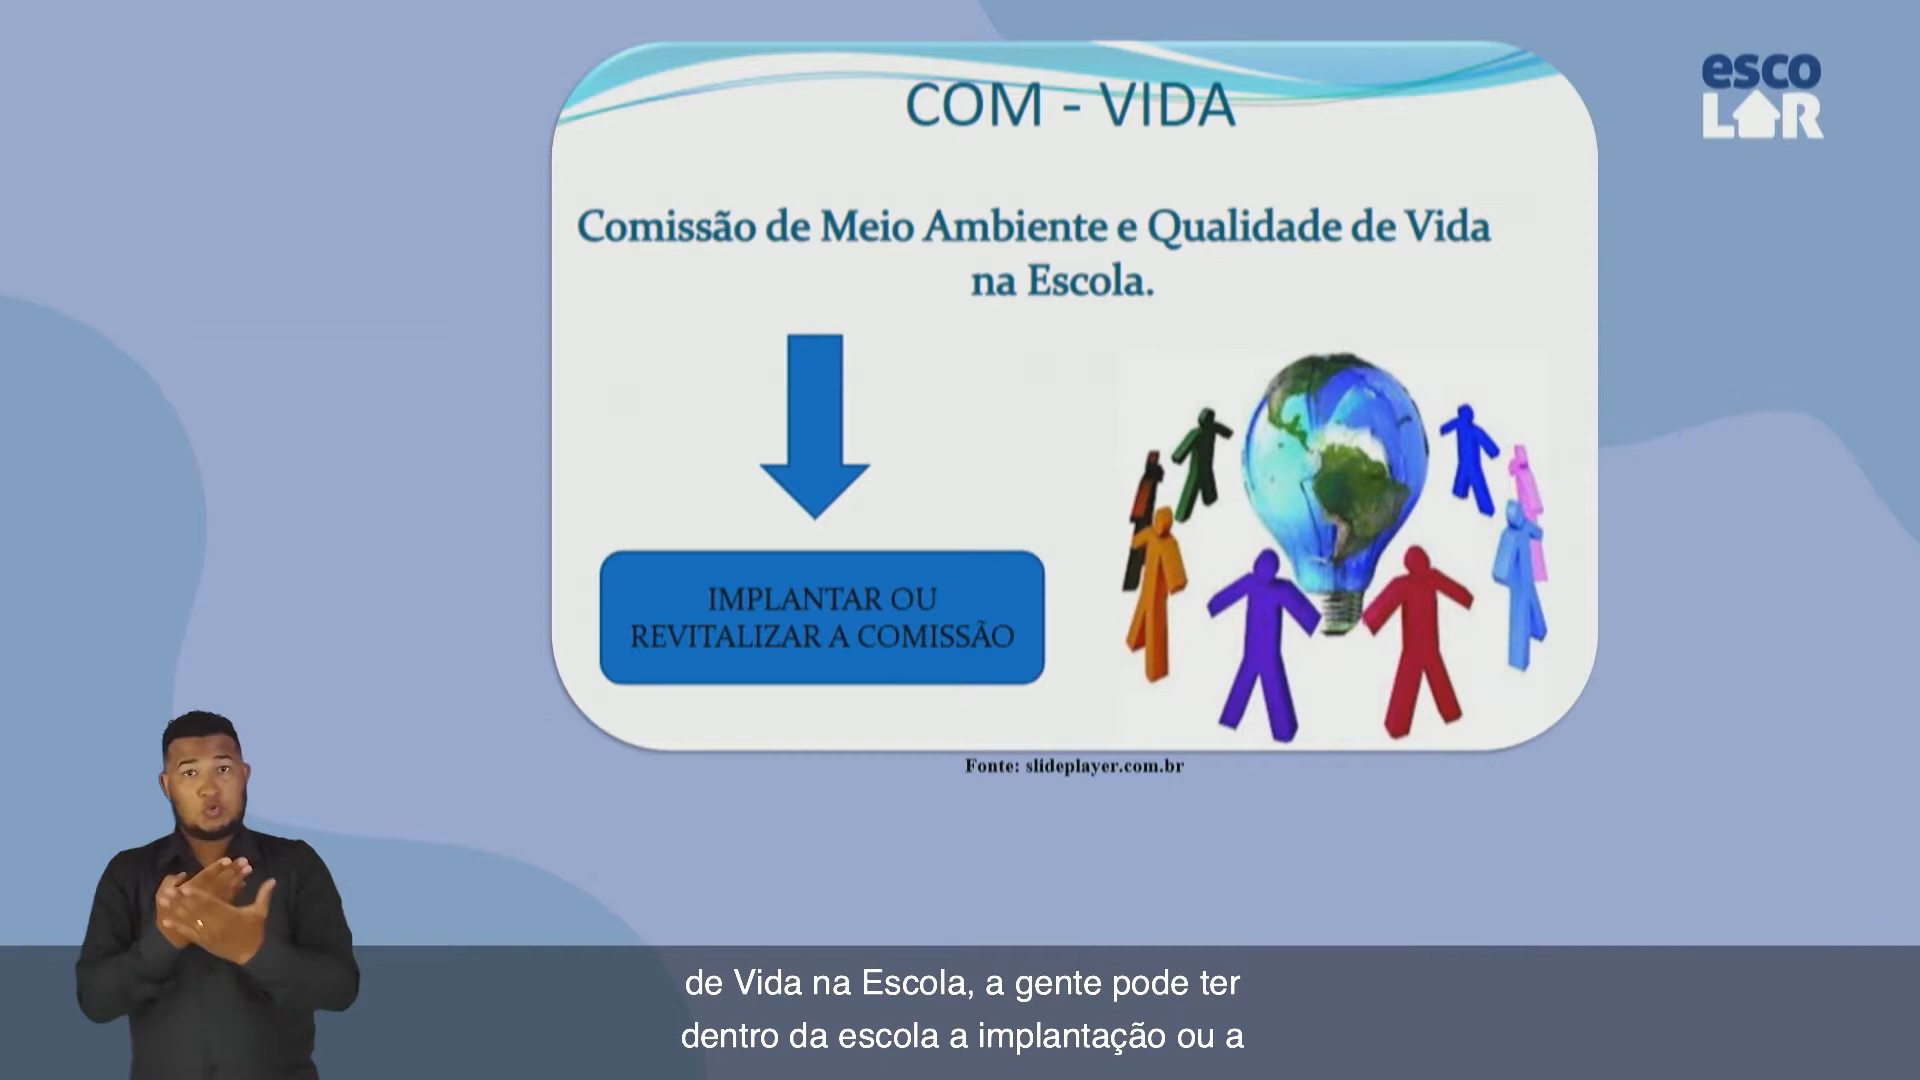 esco
LAR
COM - VIDA
Comissão de Meio Ambiente e Qualidade de Vida
na Escola.
IMPLANTAR OU
REVITALIZAR A COMISSÃO
Fonte: slideplayer.com.br
de Vida na Escola, a gente pode ter
dentro da escola a implantação ou a